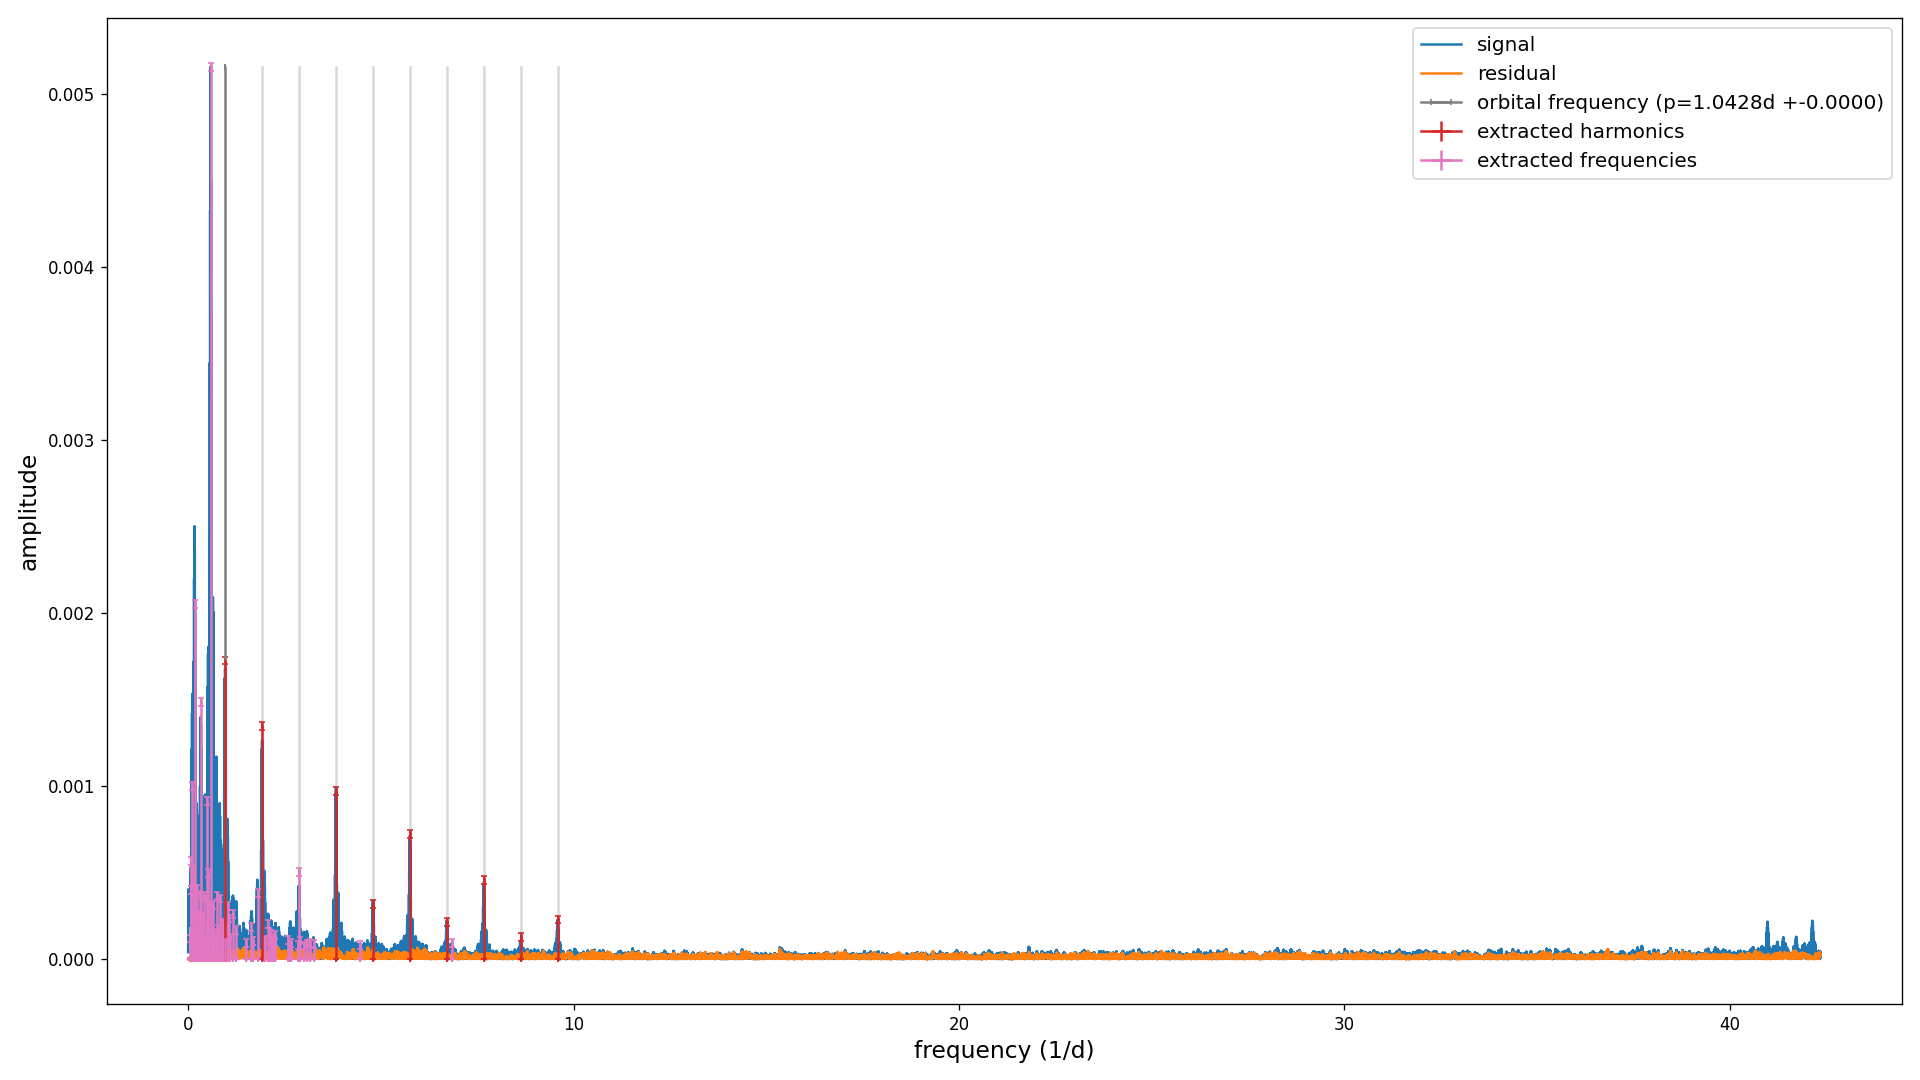 signal
residual
orbital frequency (p=1.0428d +-0.0000)
extracted harmonics
extracted frequencies
amplitude
0.005
0.004
0.003
0.002
0.001
0.000
0 10 20 30 40
frequency (1/d)